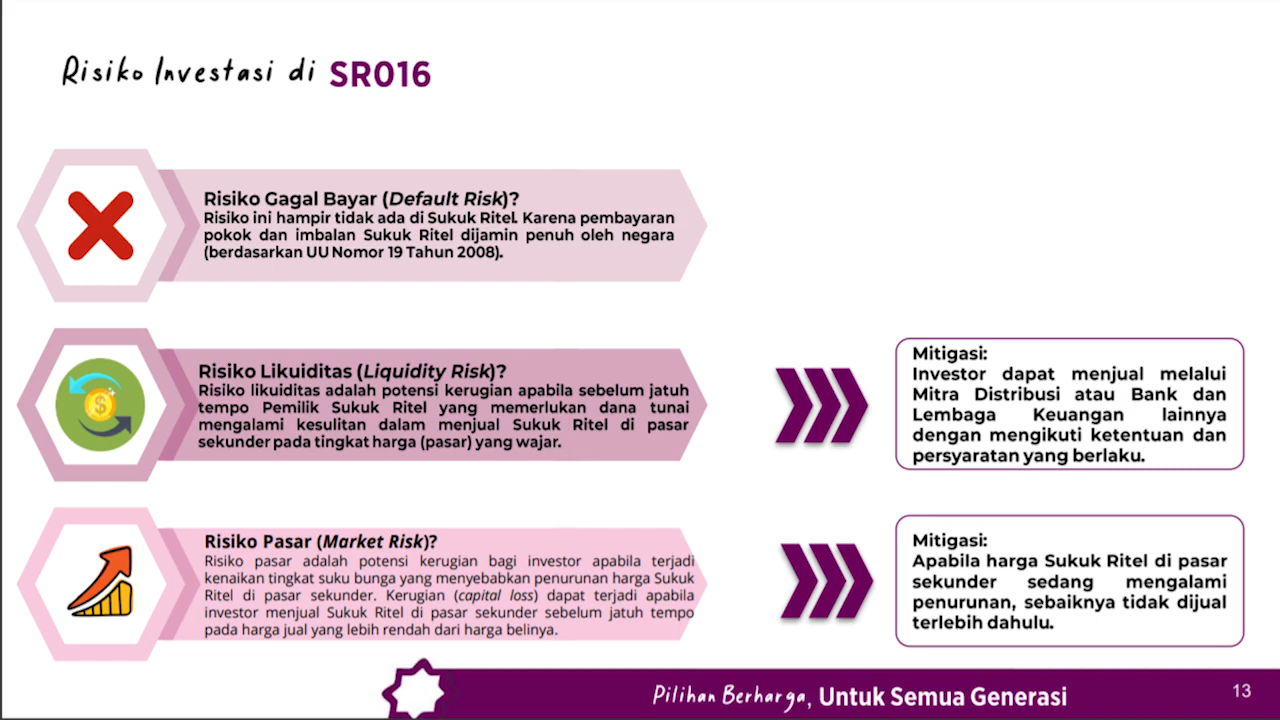 Risiko Investasi di SR016
Risiko Gagal Bayar (Default Risk)?
Risiko ini hampir tidak ada di Sukuk Ritel. Karena pembayaran
pokok dan imbalan Sukuk Ritel dijamin penuh oleh negara
(berdasarkan UU Nomor 19 Tahun 2008).
Risiko Likuiditas (Liquidity Risk)?
Risiko likuiditas adalah potensi kerugian apabila sebelum jatuh
tempo Pemilik Sukuk Ritel yang memerlukan dana tunai
mengalami kesulitan dalam menjual Sukuk Ritel di pasar
sekunder pada tingkat harga (pasar) yang wajar.
Mitigasi:
Investor dapat menjual melalui
Mitra Distribusi atau Bank dan
Lembaga Keuangan lainnya
dengan mengikuti ketentuan dan
persyaratan yang berlaku.
Risiko Pasar (Market Risk)?
Risiko pasar adalah potensi kerugian bagi investor apabila terjadi
kenaikan tingkat suku bunga yang menyebabkan penurunan harga Sukuk
Ritel di pasar sekunder. Kerugian (capital loss) dapat terjadi apabila
investor menjual Sukuk Ritel di pasar sekunder sebelum jatuh tempo
pada harga jual yang lebih rendah dari harga belinya.
Mitigasi:
Apabila harga Sukuk Ritel di pasar
sekunder sedang mengalami
penurunan, sebaiknya tidak dijual
terlebih dahulu.
Pilihan Berharga, Untuk Semua Generasi
13